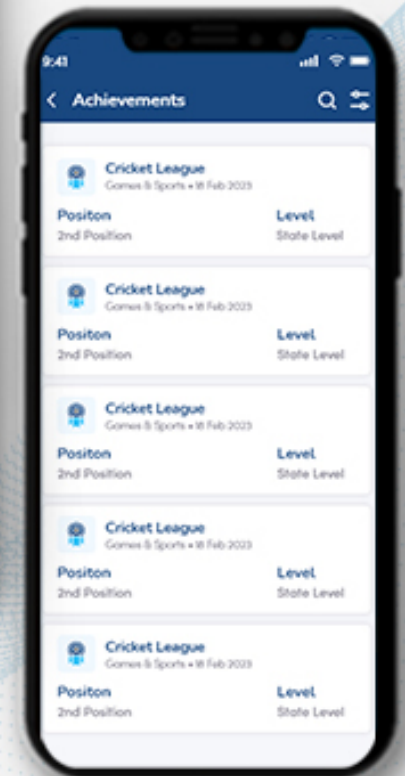 9:41
Achievements
Cricket League
Games & Sports • 18 Feb 2023
Positon Level
2nd Position State Level
Cricket League
Games & Sports • 18 Feb 2023
Positon Level
2nd Position State Level
Cricket League
Games & Sports • 18 Feb 2023
Positon Level
2nd Position State Level
Cricket League
Games & Sports • 18 Feb 2023
Positon Level
2nd Position State Level
Cricket League
Games & Sports • 18 Feb 2023
Positon Level
2nd Position State Level